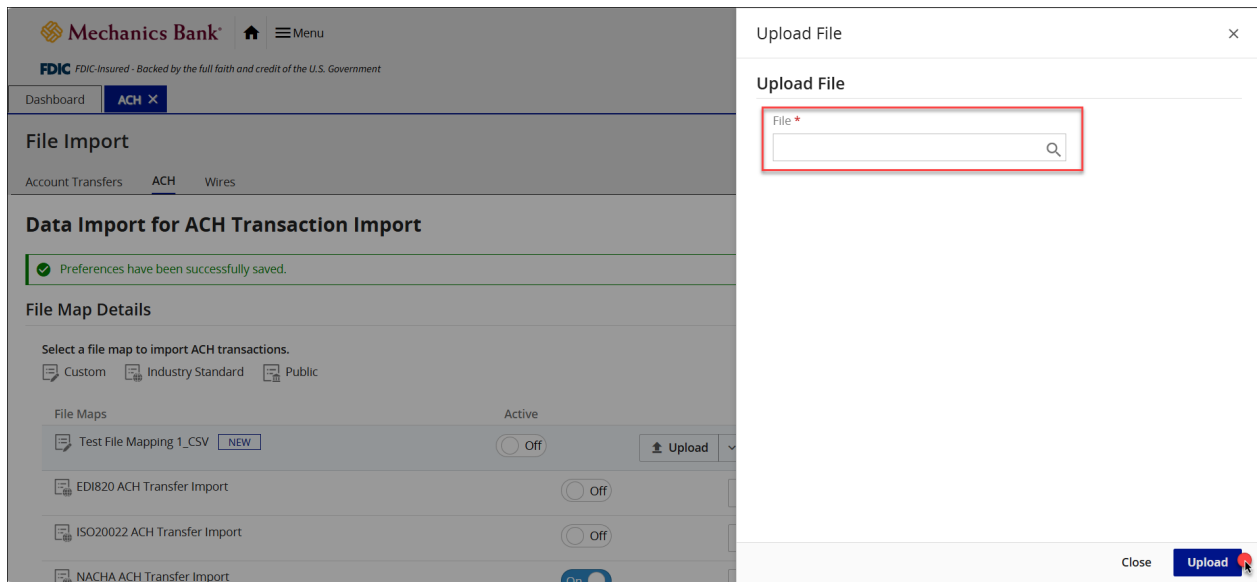 Mechanics Bank®
Menu
FDIC FDIC-Insured - Backed by the full faith and credit of the U.S. Government
Dashboard
ACH
File Import
Account Transfers ACH Wires
Data Import for ACH Transaction Import
Preferences have been successfully saved.
File Map Details
Select a file map to import ACH transactions.
Custom Industry Standard Public
File Maps Active
Test File Mapping 1_CSV NEW Off Upload
EDI820 ACH Transfer Import Off
ISO20022 ACH Transfer Import Off
NACHA ACH Transfer Import On
Upload File
Upload File
File *
Close Upload